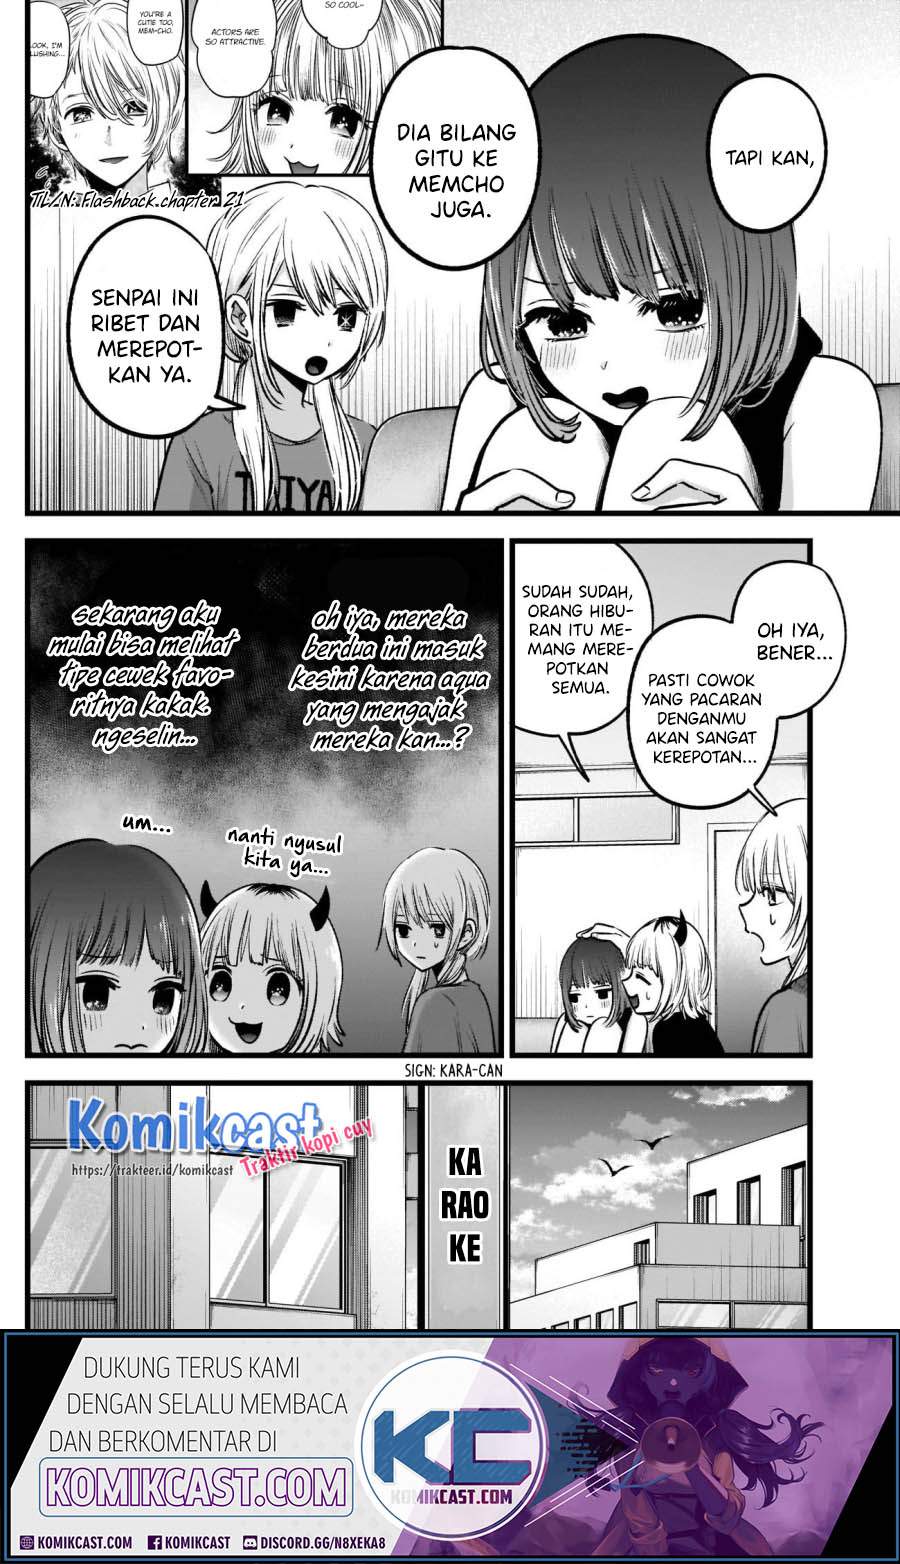 TAPI KAN,
DIA BILANG
GITU KE
MEMCHO
JUGA.
SO COOL~
ACTORS ARE
SO ATTRACTIVE.
YOU'RE A
CUTIE TOO,
MEM-CHO.
LOOK, I'M
BLUSHING...
TL/N: Flashback chapter 21
SENPAI INI
RIBET DAN
MEREPOT-
KAN YA.
OH IYA,
BENER...
SUDAH SUDAH,
ORANG HIBU-
RAN ITU ME-
MANG MERE-
POTKAN
SEMUA.
PASTI COWOK
YANG PACARAN
DENGANMU
AKAN SANGAT
KEREPOTAN...
oh iya, mereka
berdua ini masuk
kesini karena aqua
yang mengajak
mereka kan...?
sekarang aku
mulai bisa melihat
tipe cewek favo-
ritnya kakak.
ngeselin...
nanti nyusul
kita ya...
um...
SIGN: KARA-CAN
KA
RAO
KE
Komikcast
Traktir kopi cuy
https://trakteer.id/komikcast
DUKUNG TERUS KAMI
DENGAN SELALU MEMBACA
DAN BERKOMENTAR DI
KOMIKCAST.COM
KC
KOMIKCAST.COM
KOMIKCAST.COM
KOMIKCAST
DISCORD.GG/N8XEKA8